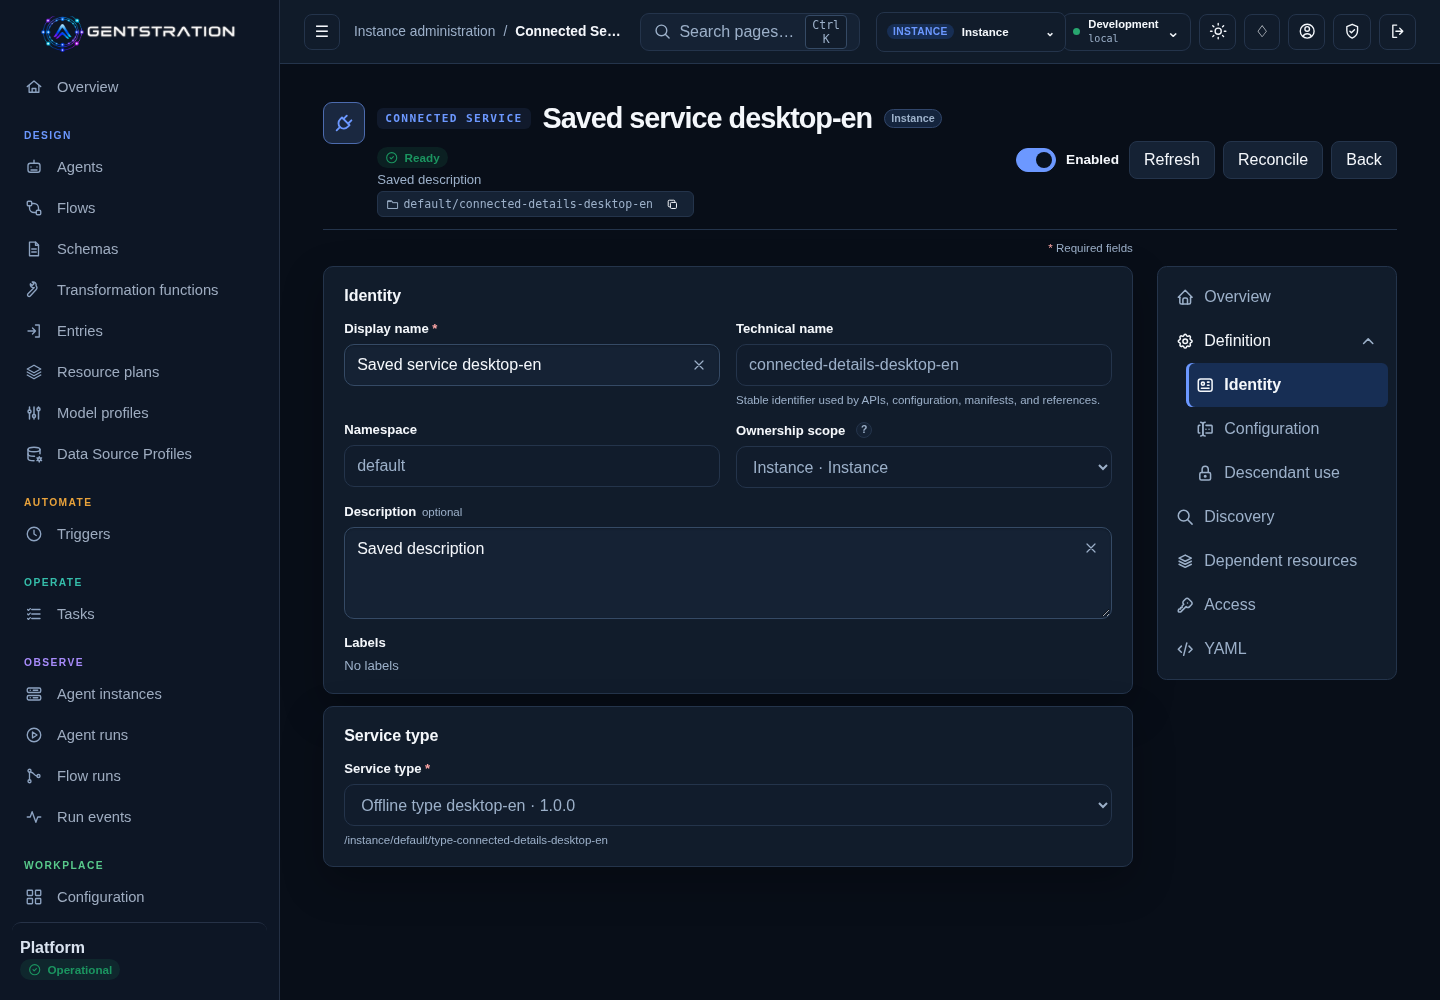 GENTSTRATION
Overview
DESIGN
Agents
Flows
Schemas
Transformation functions
Entries
Resource plans
Model profiles
Data Source Profiles
AUTOMATE
Triggers
OPERATE
Tasks
OBSERVE
Agent instances
Agent runs
Flow runs
Run events
WORKPLACE
Configuration
Platform
Operational
Instance administration / Connected Se…
Search pages…
Ctrl K
INSTANCE Instance
Development
local
CONNECTED SERVICE Saved service desktop-en Instance
Ready
Saved description
default/connected-details-desktop-en
Enabled Refresh Reconcile Back
* Required fields
Identity
Display name *
Saved service desktop-en
Technical name
connected-details-desktop-en
Stable identifier used by APIs, configuration, manifests, and references.
Namespace
default
Ownership scope ?
Instance · Instance
Description optional
Saved description
Labels
No labels
Service type
Service type *
Offline type desktop-en · 1.0.0
/instance/default/type-connected-details-desktop-en
Overview
Definition
Identity
Configuration
Descendant use
Discovery
Dependent resources
Access
YAML